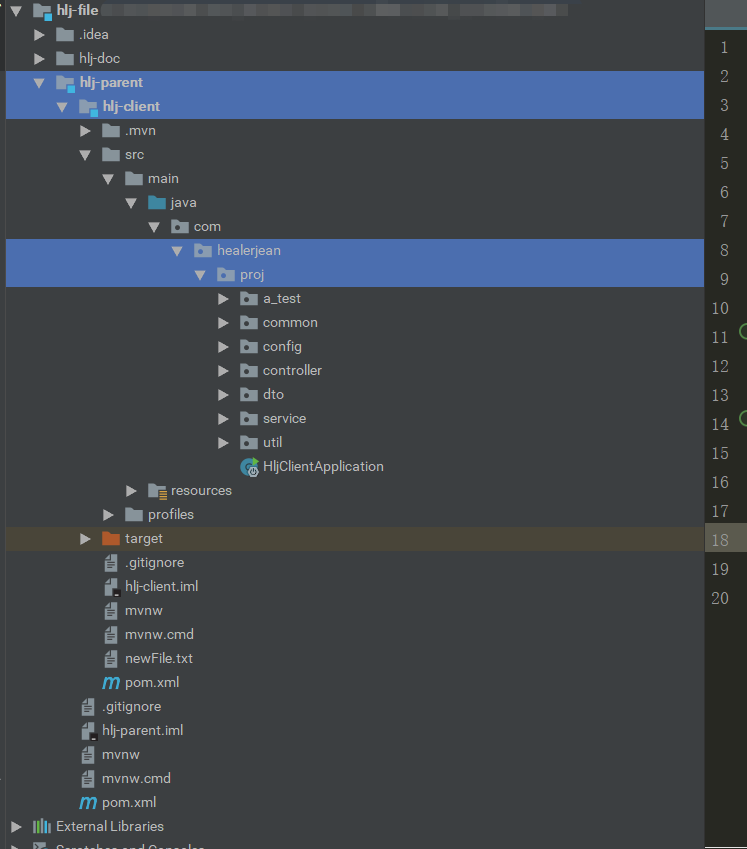 hlj-file
.idea
hlj-doc
hlj-parent
hlj-client
.mvn
src
main
java
com
healerjean
proj
a_test
common
config
controller
dto
service
util
HljClientApplication
resources
profiles
target
.gitignore
hlj-client.iml
mvnw
mvnw.cmd
newFile.txt
pom.xml
.gitignore
hlj-parent.iml
mvnw
mvnw.cmd
pom.xml
External Libraries
Scratches and Consoles
1
2
3
4
5
6
7
8
9
10
11
12
13
14
15
16
17
18
19
20